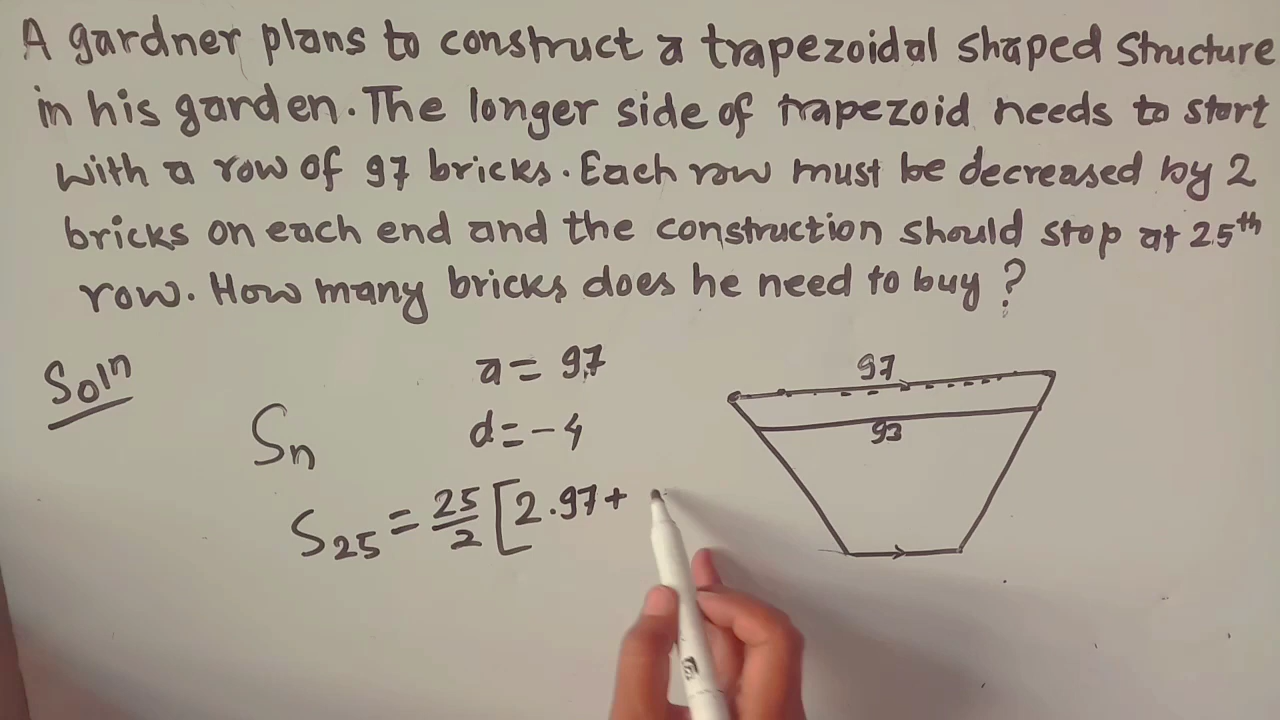 A gardner plans to construct a trapezoidal shaped structure
in his garden. The longer side of trapezoid needs to start
with a row of 97 bricks. Each row must be decreased by 2
bricks on each end and the construction should stop at 25th
row. How many bricks does he need to buy ?
Solⁿ
a = 97
d = -4
Sn
S25 = 25/2 [2.97+
97
93